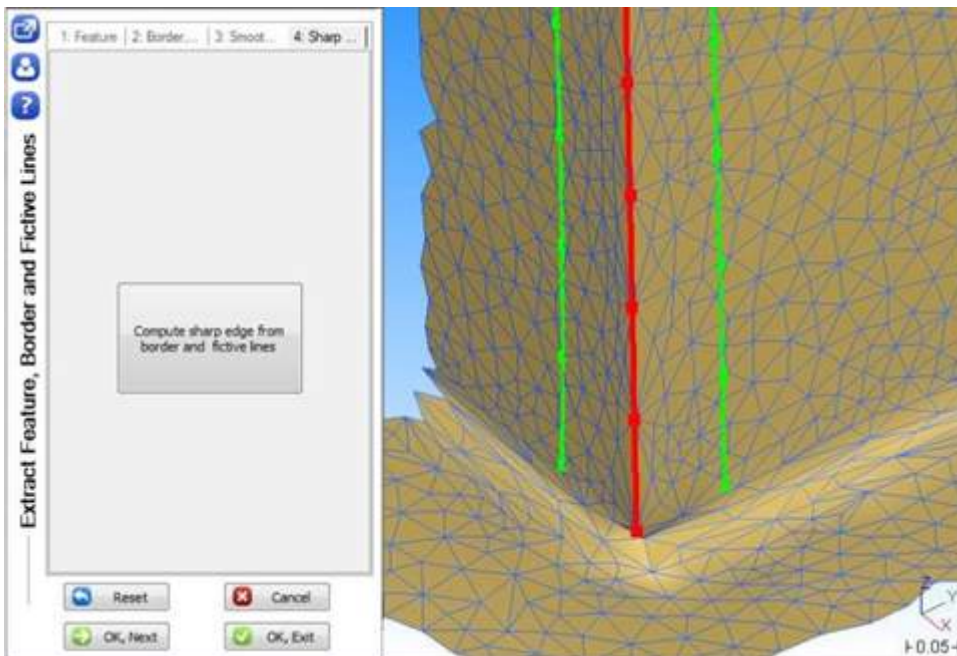 1: Feature
2: Border,...
3: Smoot...
4: Sharp ...
?
Extract Feature, Border and Fictive Lines
Compute sharp edge from
border and fictive lines
Reset
Cancel
OK, Next
OK, Exit
Z
Y
X
0.05